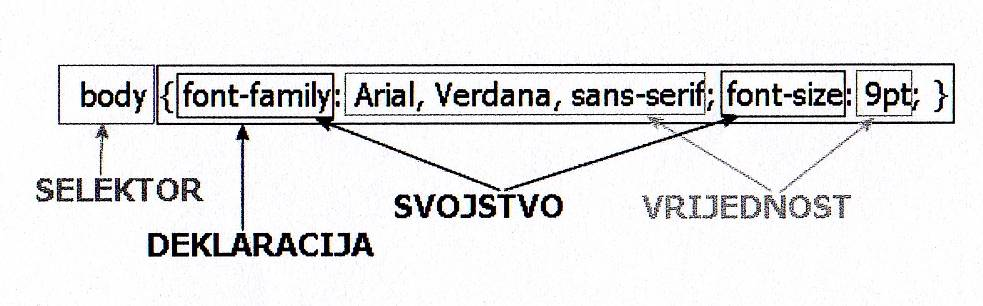 body { font-family: Arial, Verdana, sans-serif; font-size: 9pt; }
SELEKTOR
SVOJSTVO
VRIJEDNOST
DEKLARACIJA